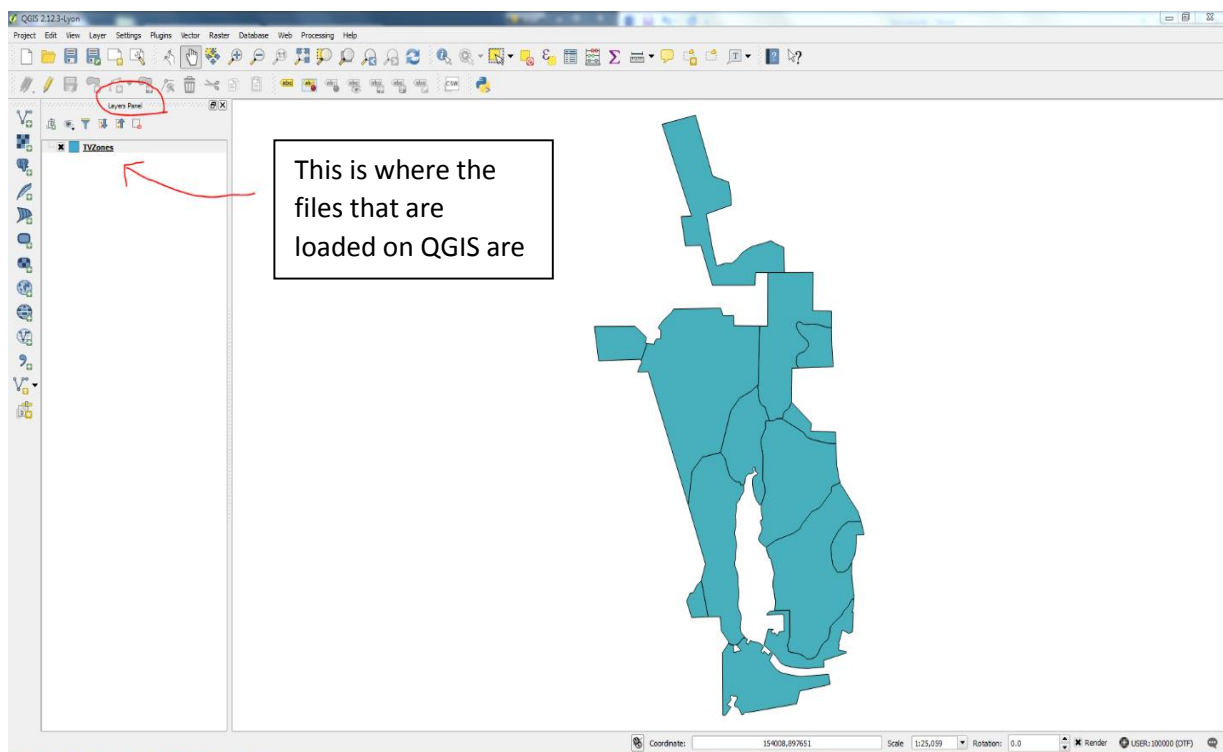 QGIS 2.12.3-Lyon
Project Edit View Layer Settings Plugins Vector Raster Database Web Processing Help
CSW
Layers Panel
TVZones
This is where the
files that are
loaded on QGIS are
Coordinate: 154008,897651 Scale 1:25,059 Rotation: 0.0 Render USER:100000 (OTF)